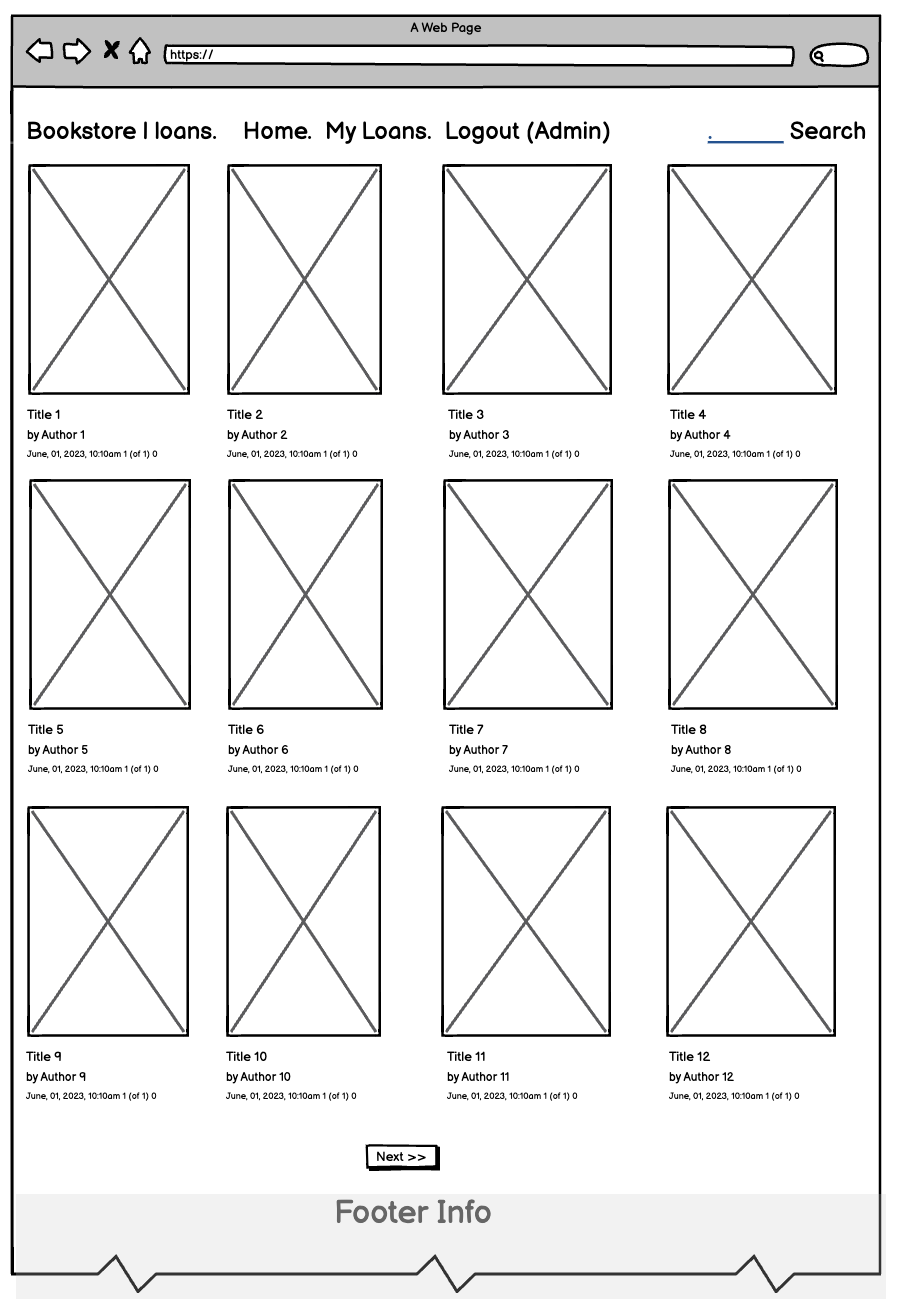 A Web Page
https://
Bookstore I loans. Home. My Loans. Logout (Admin) . Search
Title 1 Title 2 Title 3 Title 4
by Author 1 by Author 2 by Author 3 by Author 4
June, 01, 2023, 10:10am 1 (of 1) 0 June, 01, 2023, 10:10am 1 (of 1) 0 June, 01, 2023, 10:10am 1 (of 1) 0 June, 01, 2023, 10:10am 1 (of 1) 0
Title 5 Title 6 Title 7 Title 8
by Author 5 by Author 6 by Author 7 by Author 8
June, 01, 2023, 10:10am 1 (of 1) 0 June, 01, 2023, 10:10am 1 (of 1) 0 June, 01, 2023, 10:10am 1 (of 1) 0 June, 01, 2023, 10:10am 1 (of 1) 0
Title 9 Title 10 Title 11 Title 12
by Author 9 by Author 10 by Author 11 by Author 12
June, 01, 2023, 10:10am 1 (of 1) 0 June, 01, 2023, 10:10am 1 (of 1) 0 June, 01, 2023, 10:10am 1 (of 1) 0 June, 01, 2023, 10:10am 1 (of 1) 0
Next >>
Footer Info